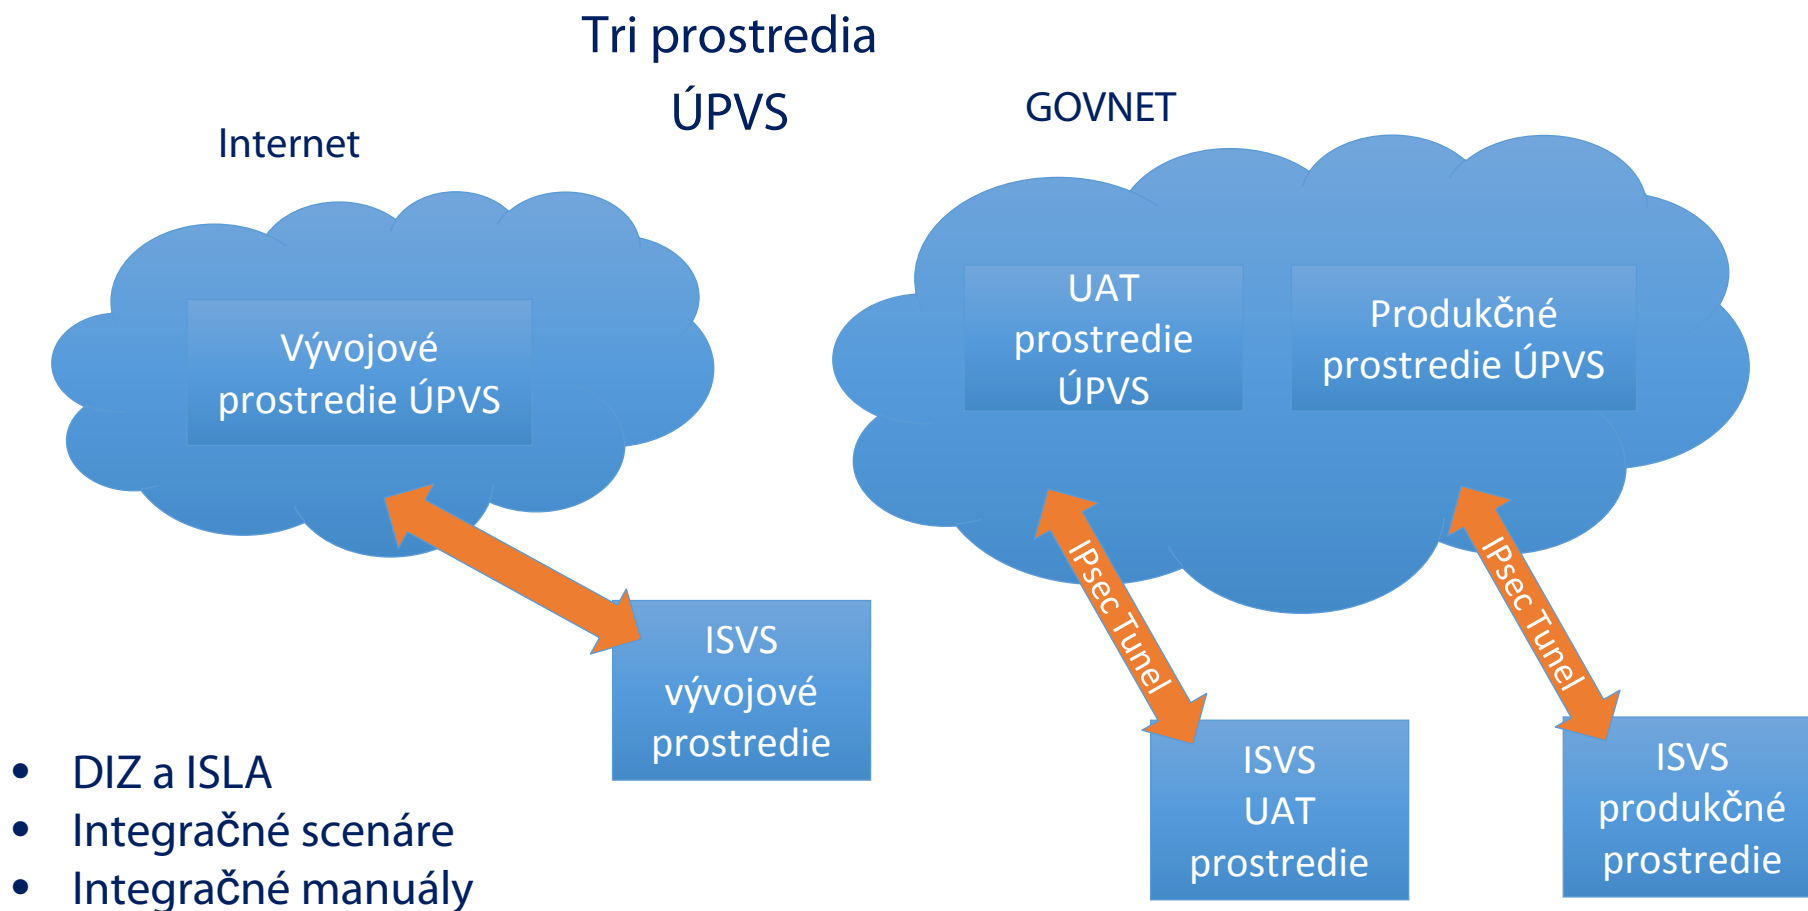 Tri prostredia
ÚPVS
Internet
GOVNET
Vývojové
prostredie ÚPVS
UAT
prostredie
ÚPVS
Produkčné
prostredie ÚPVS
IPsec Tunel
IPsec Tunel
ISVS
vývojové
prostredie
ISVS
UAT
prostredie
ISVS
produkčné
prostredie
• DIZ a ISLA
• Integračné scenáre
• Integračné manuály